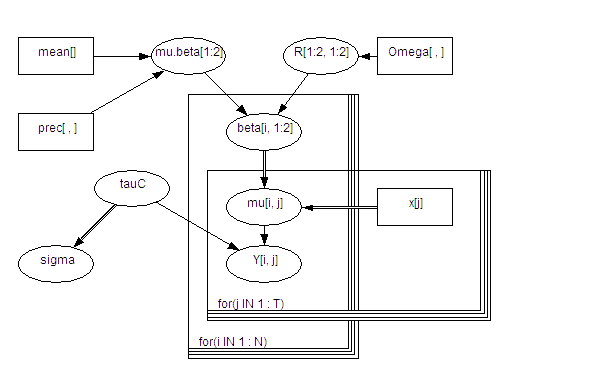 mean[]
mu.beta[1:2]
R[1:2, 1:2]
Omega[ , ]
prec[ , ]
beta[i, 1:2]
tauC
mu[i, j]
x[j]
sigma
Y[i, j]
for(j IN 1 : T)
for(i IN 1 : N)